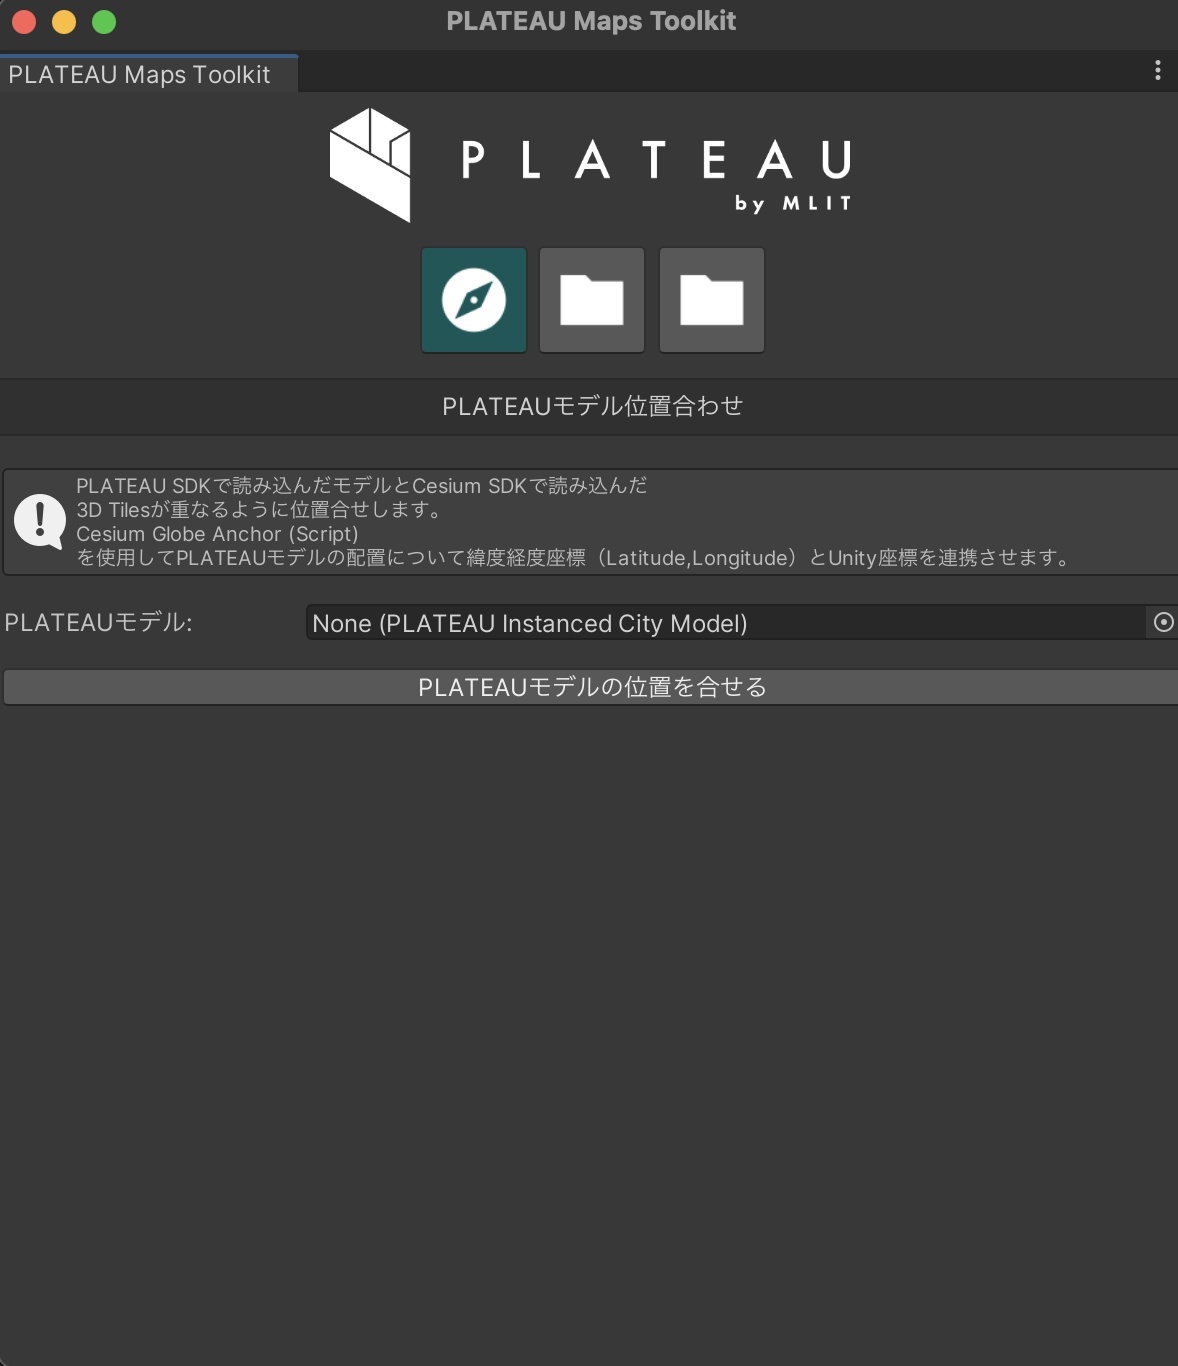 PLATEAU Maps Toolkit
PLATEAU Maps Toolkit
PLATEAU
by MLIT
PLATEAUモデル位置合わせ
PLATEAU SDKで読み込んだモデルとCesium SDKで読み込んだ
3D Tilesが重なるように位置合せします。
Cesium Globe Anchor (Script)
を使用してPLATEAUモデルの配置について緯度経度座標（Latitude,Longitude）とUnity座標を連携させます。
PLATEAUモデル: None (PLATEAU Instanced City Model)
PLATEAUモデルの位置を合せる